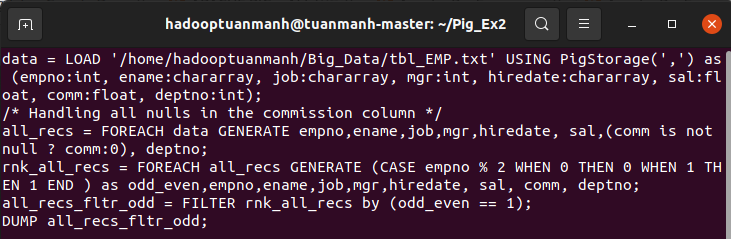 hadooptuanmanh@tuanmanh-master: ~/Pig_Ex2
data = LOAD '/home/hadooptuanmanh/Big_Data/tbl_EMP.txt' USING PigStorage(',') as
 (empno:int, ename:chararray, job:chararray, mgr:int, hiredate:chararray, sal:fl
oat, comm:float, deptno:int);
/* Handling all nulls in the commission column */
all_recs = FOREACH data GENERATE empno,ename,job,mgr,hiredate, sal,(comm is not
null ? comm:0), deptno;
rnk_all_recs = FOREACH all_recs GENERATE (CASE empno % 2 WHEN 0 THEN 0 WHEN 1 TH
EN 1 END ) as odd_even,empno,ename,job,mgr,hiredate, sal, comm, deptno;
all_recs_fltr_odd = FILTER rnk_all_recs by (odd_even == 1);
DUMP all_recs_fltr_odd;